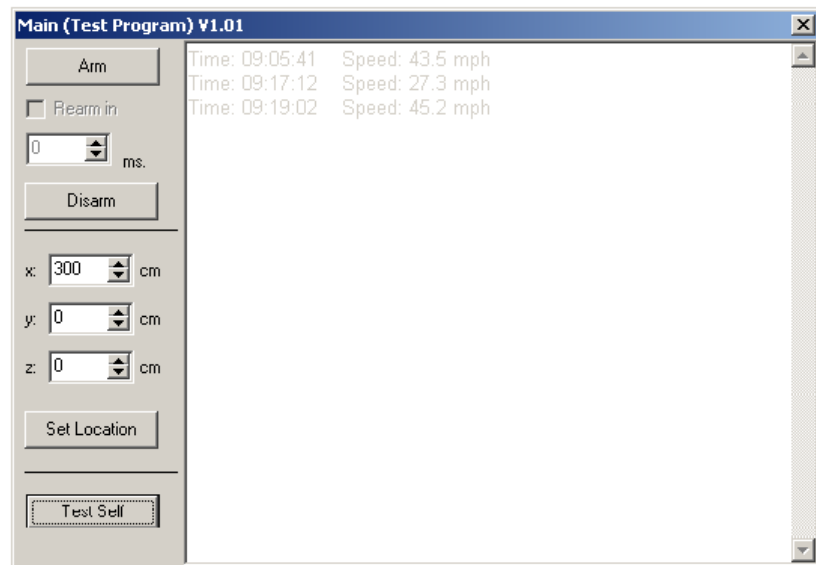 Main (Test Program) V1.01
Arm
Rearm in
0
ms.
Disarm
x: 300 cm
y: 0 cm
z: 0 cm
Set Location
Test Self
Time: 09:05:41 Speed: 43.5 mph
Time: 09:17:12 Speed: 27.3 mph
Time: 09:19:02 Speed: 45.2 mph